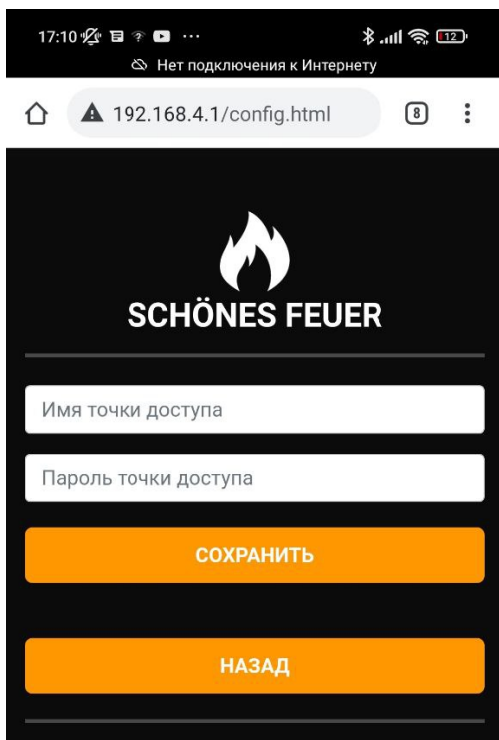 17:10 ··· 12
Нет подключения к Интернету
192.168.4.1/config.html 8
SCHÖNES FEUER
Имя точки доступа
Пароль точки доступа
СОХРАНИТЬ
НАЗАД